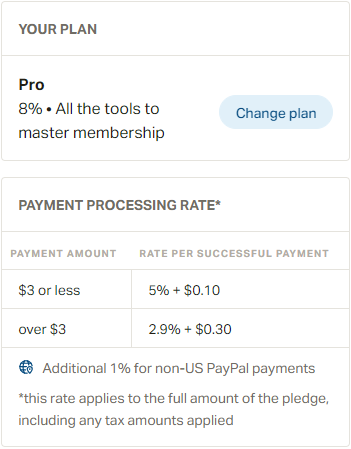 YOUR PLAN
Pro
8% • All the tools to
master membership
Change plan
PAYMENT PROCESSING RATE*
PAYMENT AMOUNT RATE PER SUCCESSFUL PAYMENT
$3 or less 5% + $0.10
over $3 2.9% + $0.30
Additional 1% for non-US PayPal payments
*this rate applies to the full amount of the pledge,
including any tax amounts applied